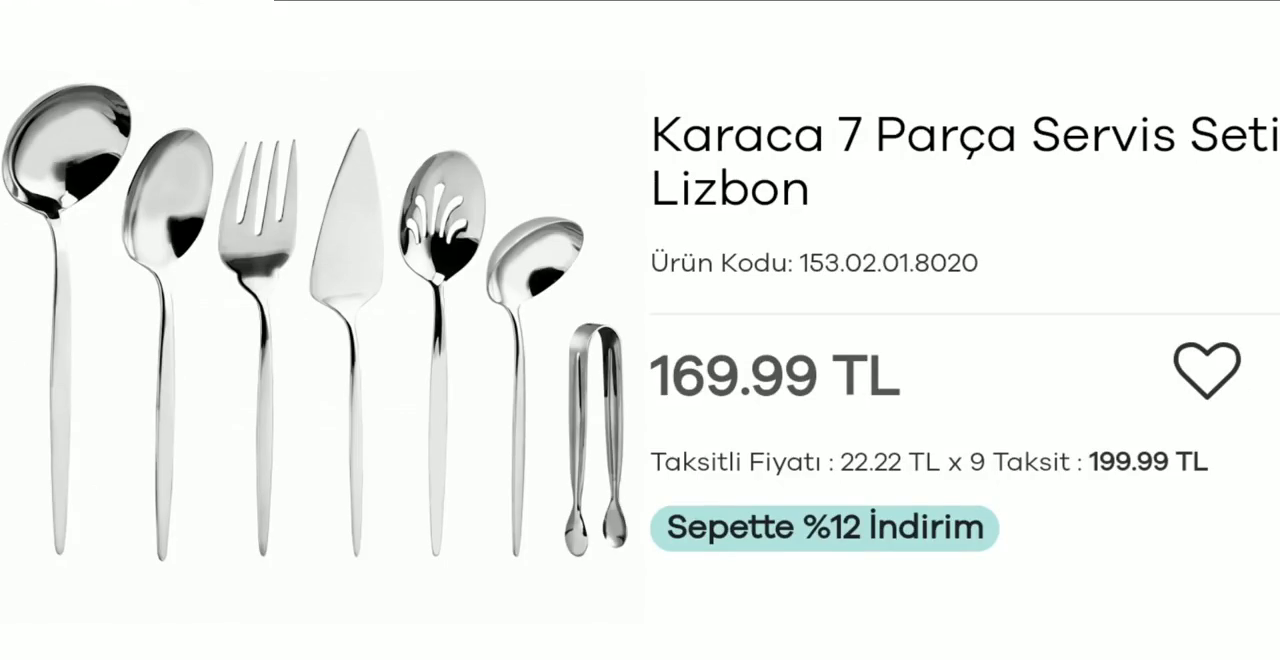 Karaca 7 Parça Servis Seti
Lizbon
Ürün Kodu: 153.02.01.8020
169.99 TL
Taksitli Fiyatı : 22.22 TL x 9 Taksit : 199.99 TL
Sepette %12 İndirim